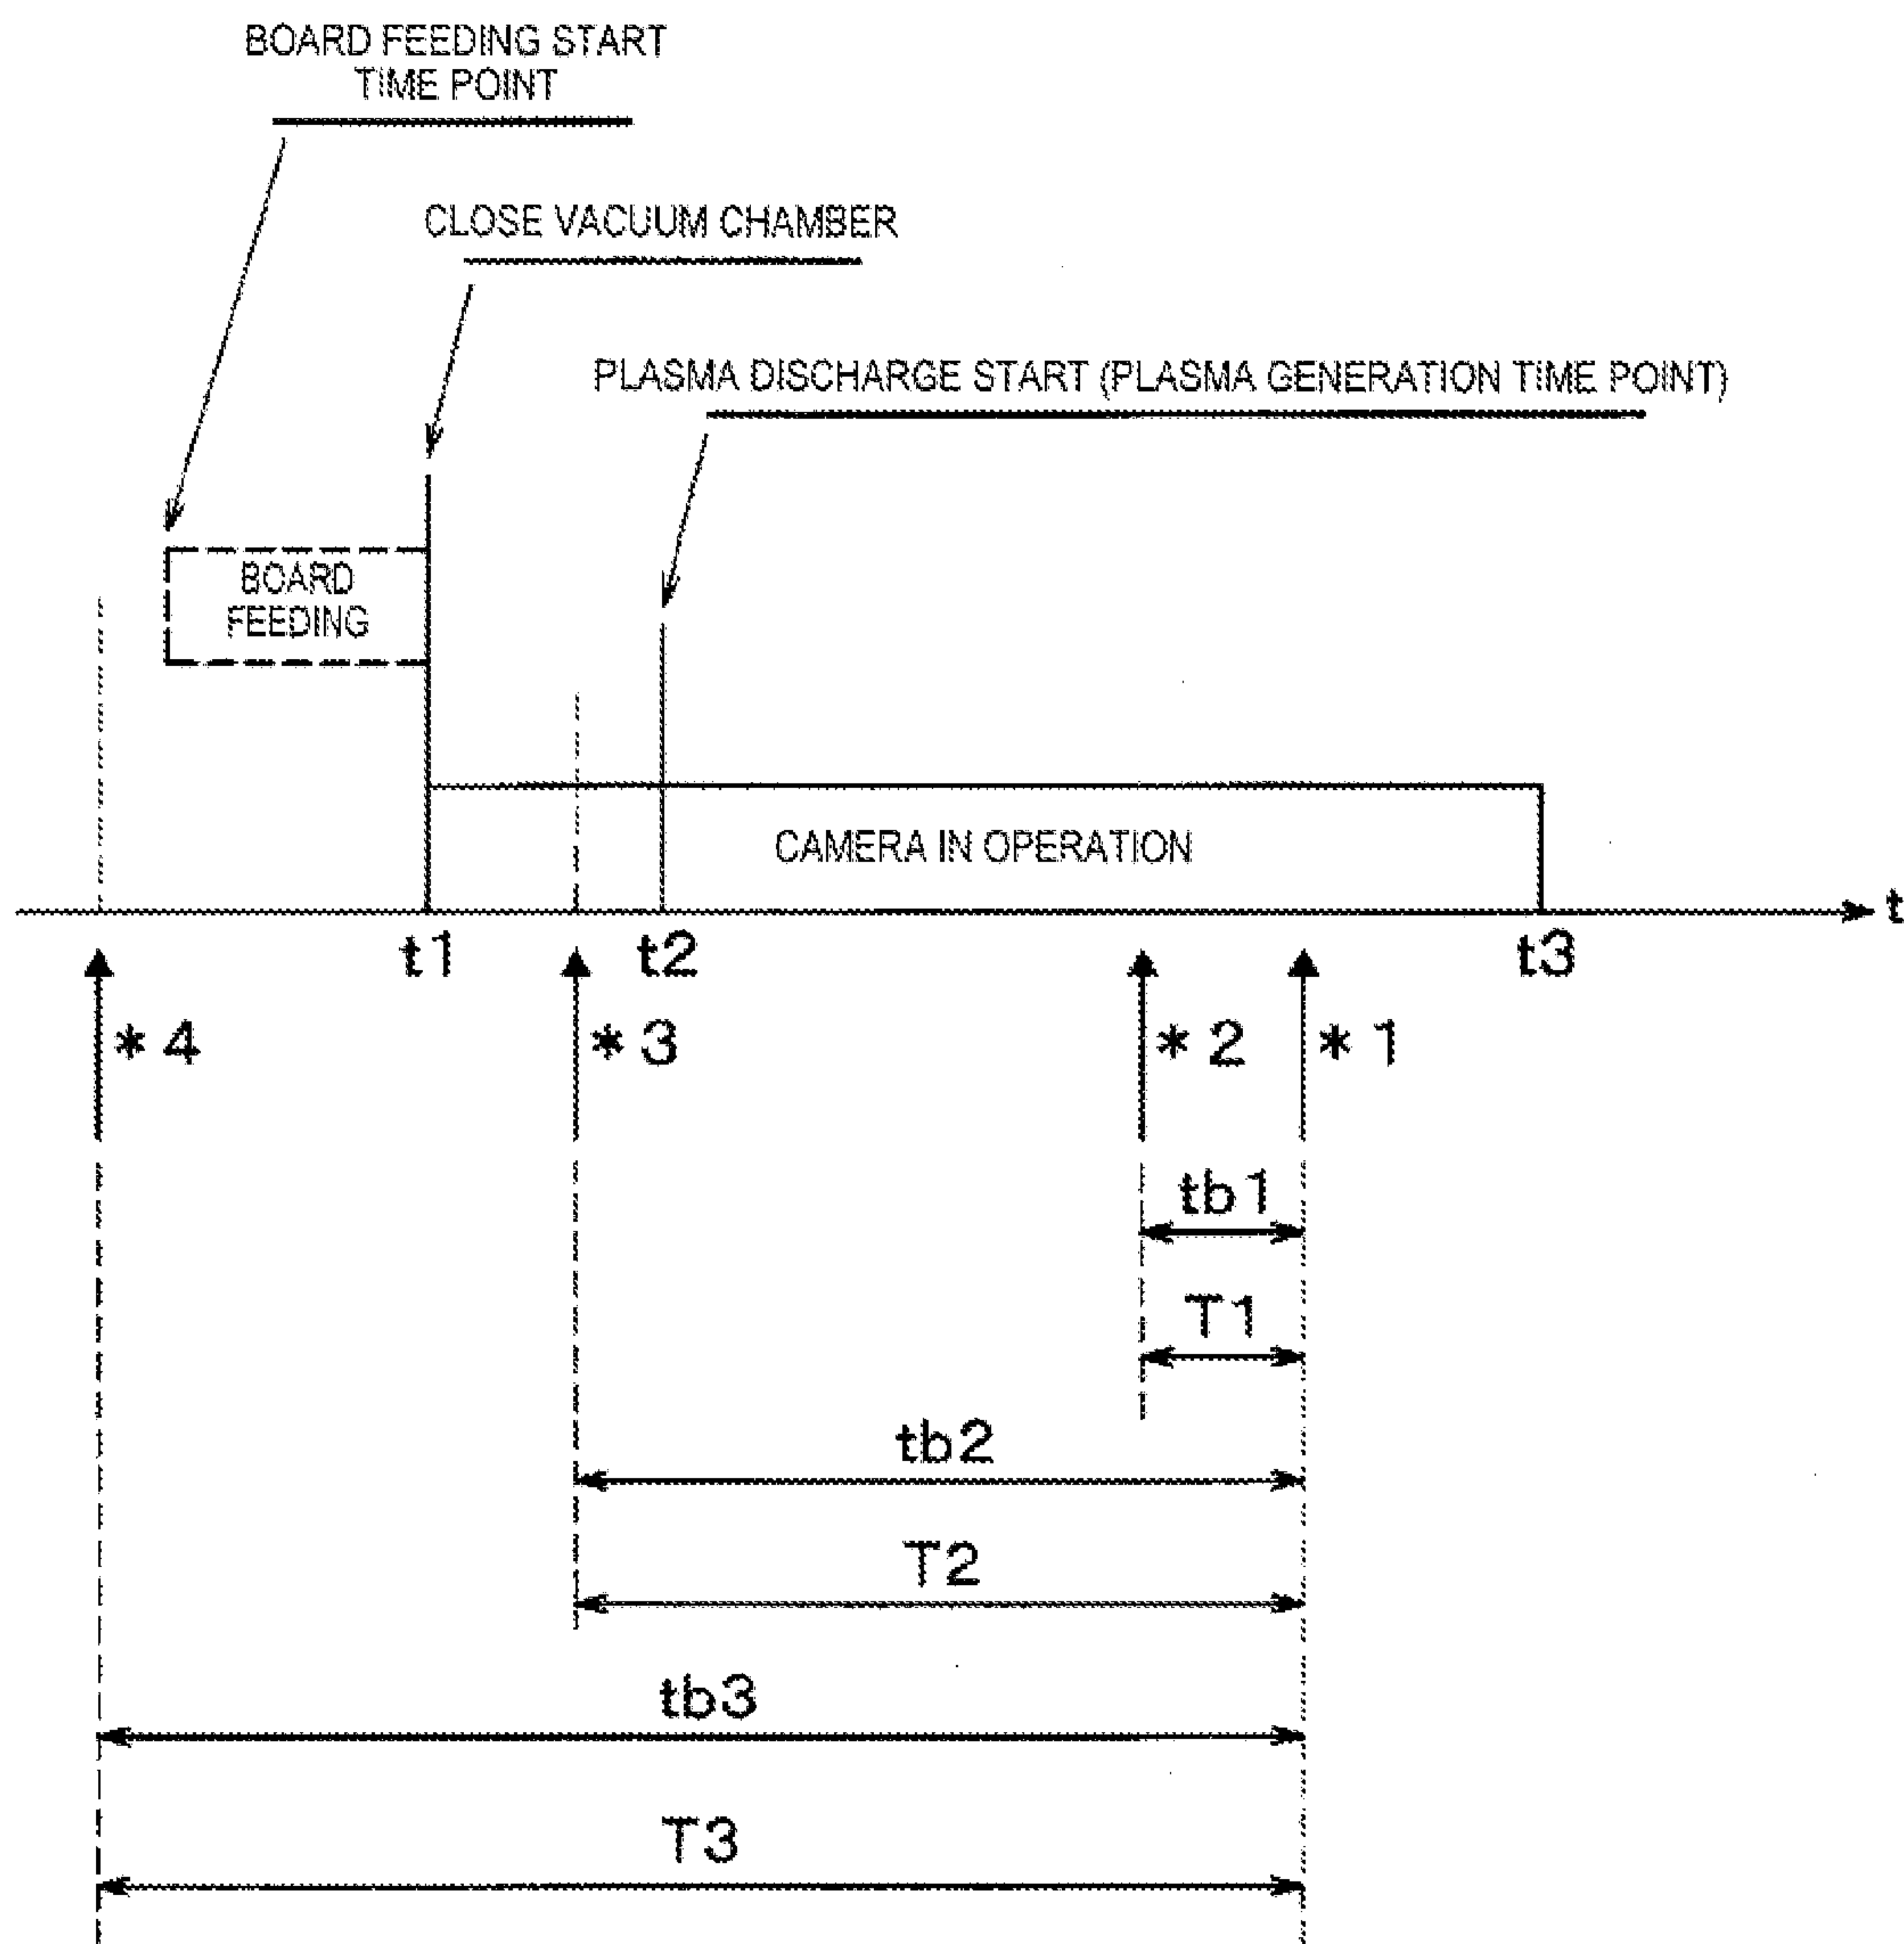 BOARD FEEDING START
TIME POINT
CLOSE VACUUM CHAMBER
PLASMA DISCHARGE START (PLASMA GENERATION TIME POINT)
BOARD
FEEDING
CAMERA IN OPERATION
t
t1
t2
t3
*4
*3
*2
*1
tb1
T1
tb2
T2
tb3
T3